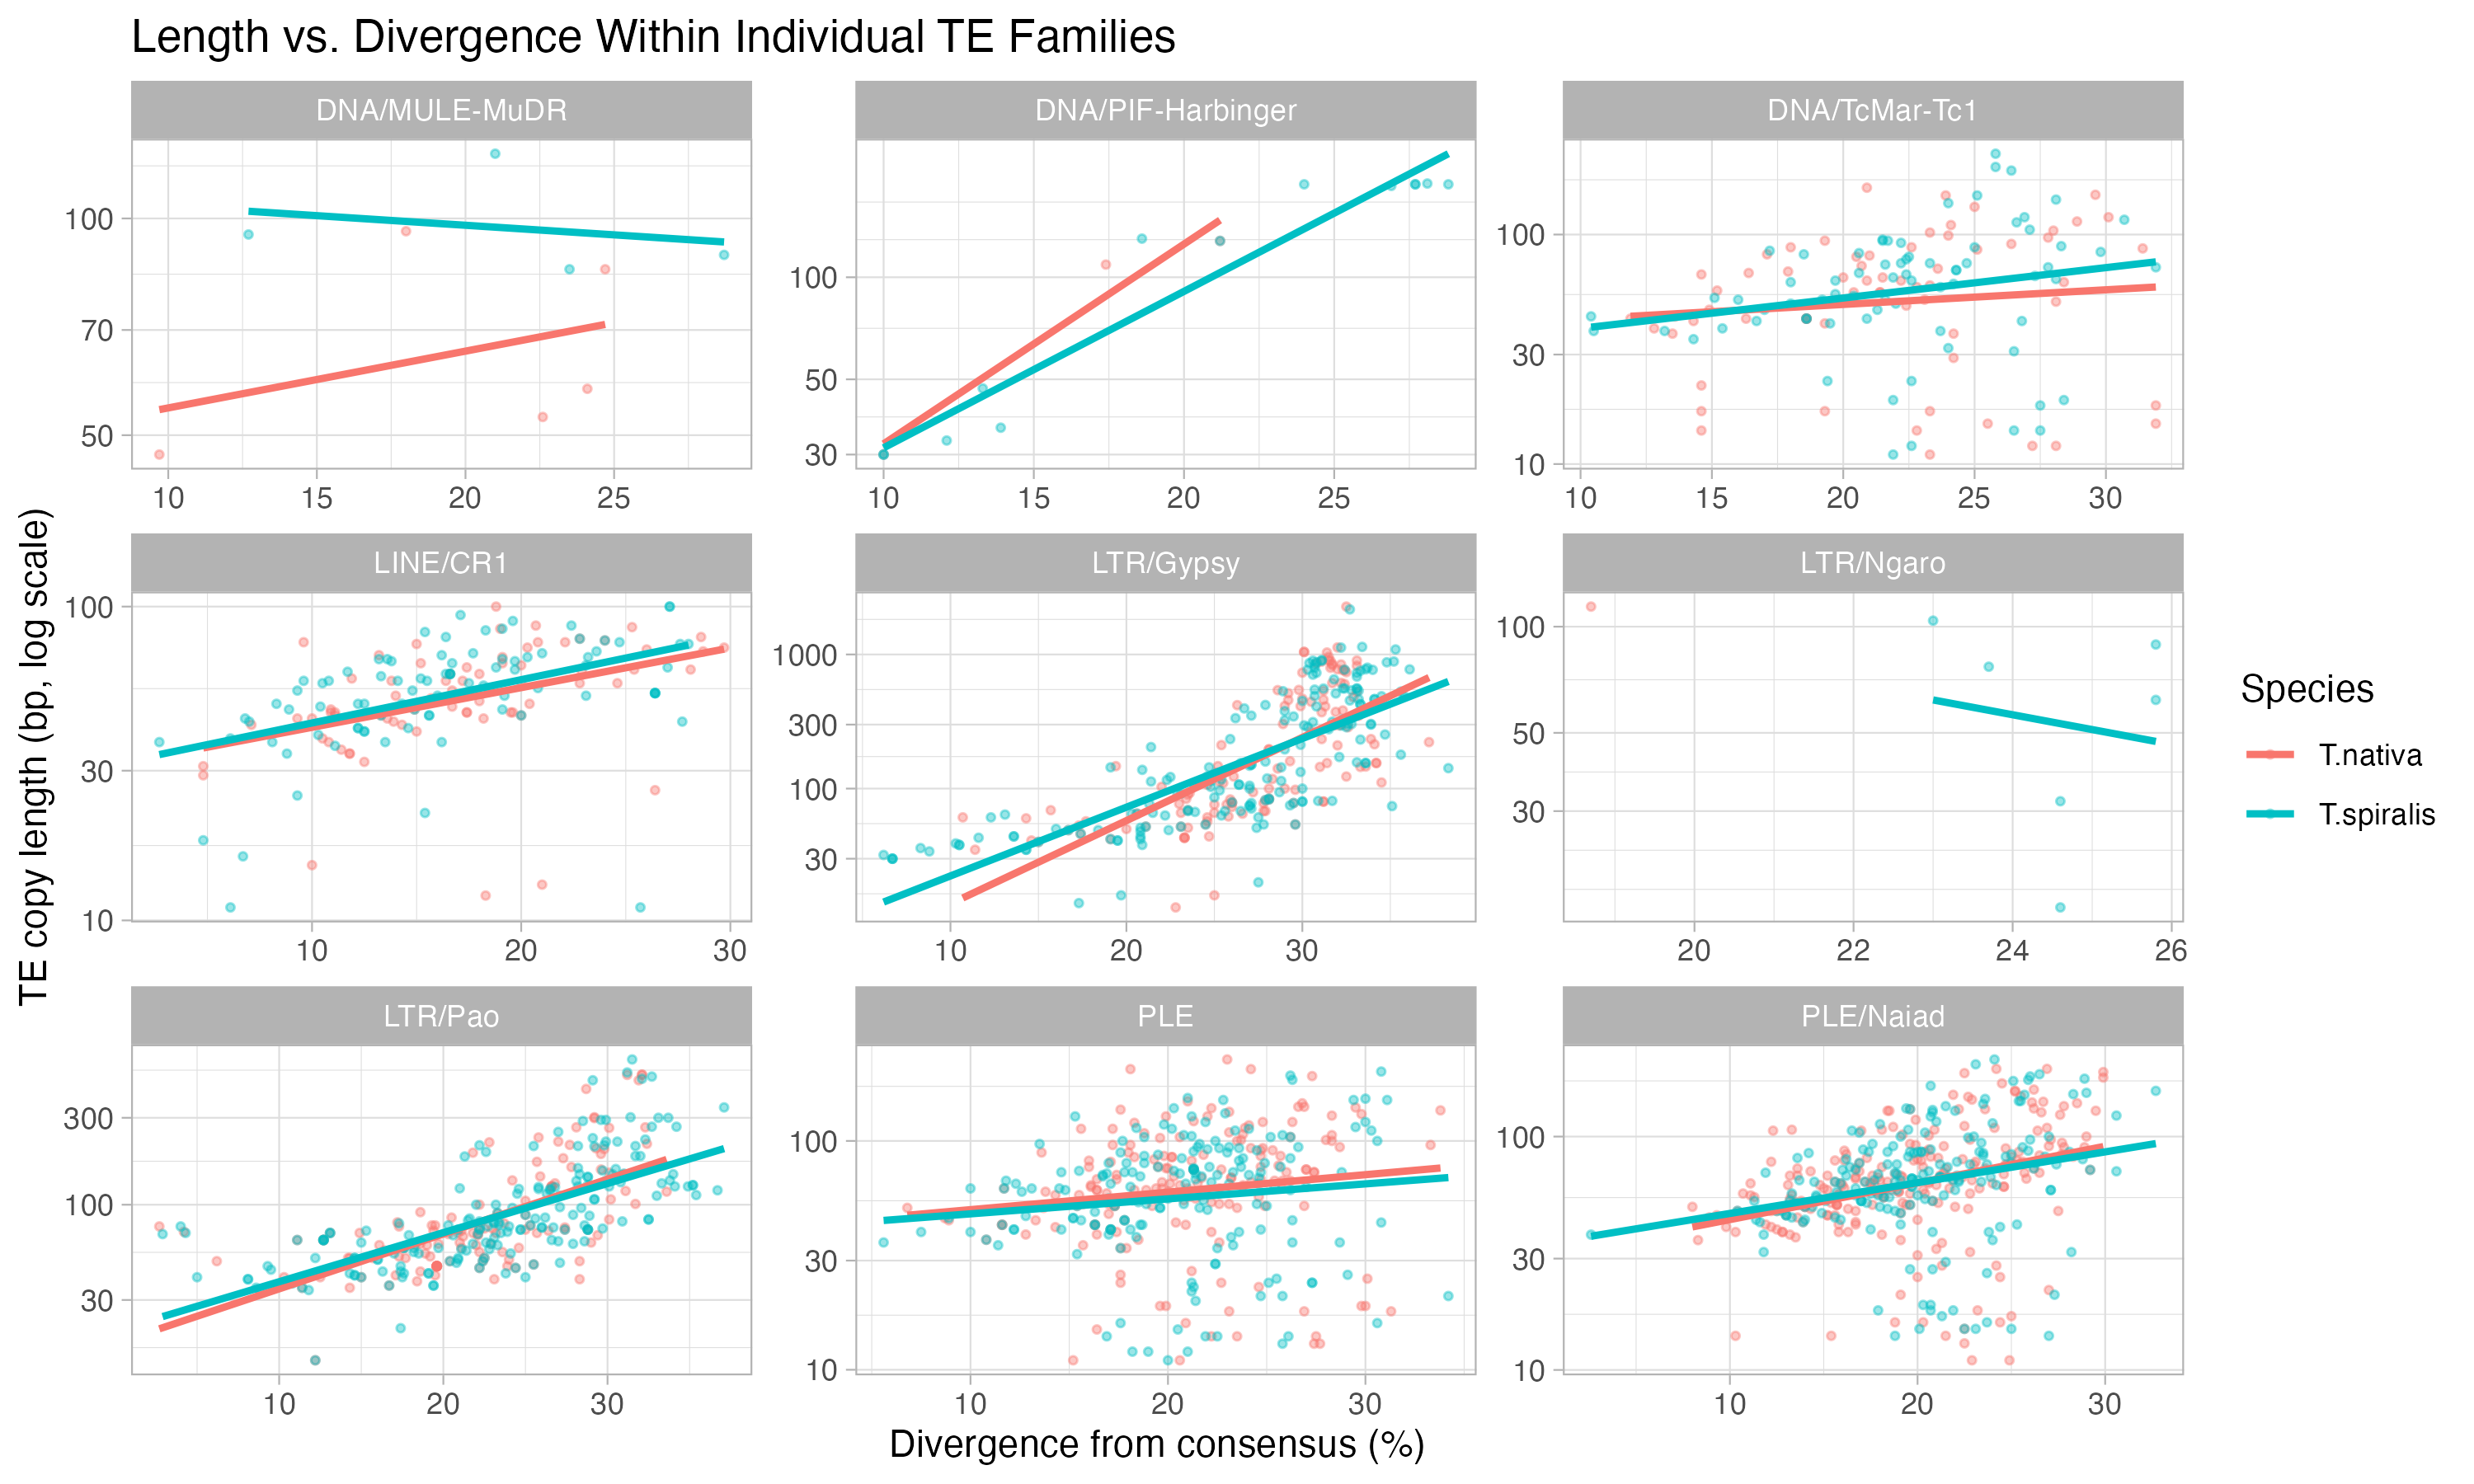 Length vs. Divergence Within Individual TE Families
DNA/MULE-MuDR
DNA/PIF-Harbinger
DNA/TcMar-Tc1
100
70
50
10 15 20 25
100
50
30
10 15 20 25
100
30
10
10 15 20 25 30
TE copy length (bp, log scale)
LINE/CR1
LTR/Gypsy
LTR/Ngaro
100
30
10
10 20 30
1000
300
100
30
10 20 30
100
50
30
20 22 24 26
Species
T.nativa
T.spiralis
LTR/Pao
PLE
PLE/Naiad
300
100
30
10 20 30
100
30
10
10 20 30
100
30
10
10 20 30
Divergence from consensus (%)